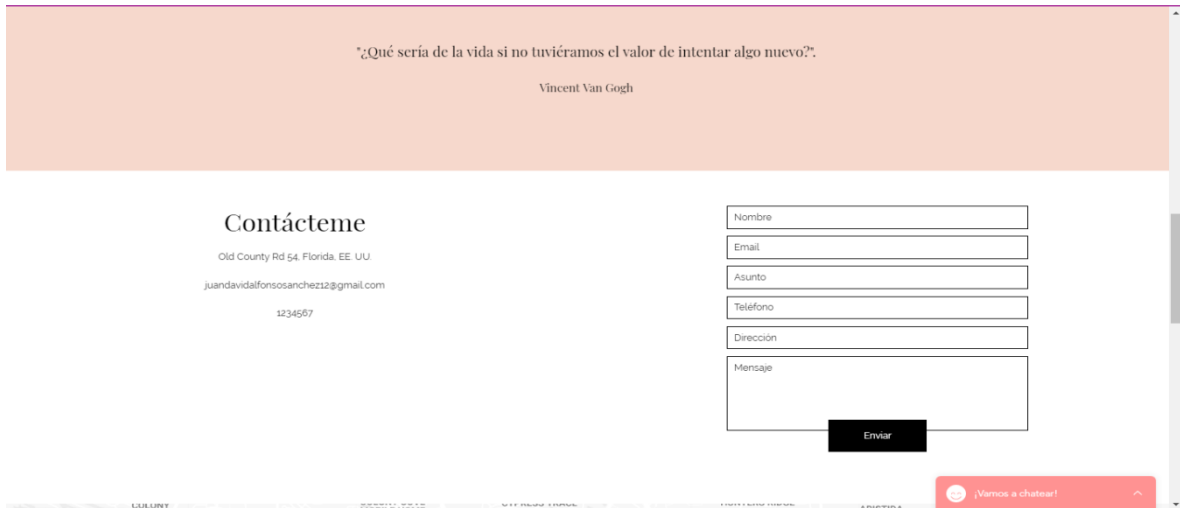 "¿Qué sería de la vida si no tuviéramos el valor de intentar algo nuevo?".
Vincent Van Gogh
Contácteme
Old County Rd 54, Florida, EE. UU.
juandavidalfonsosanchez12@gmail.com
1234567
Nombre
Email
Asunto
Teléfono
Dirección
Mensaje
Enviar
¡Vamos a chatear!
COLONY